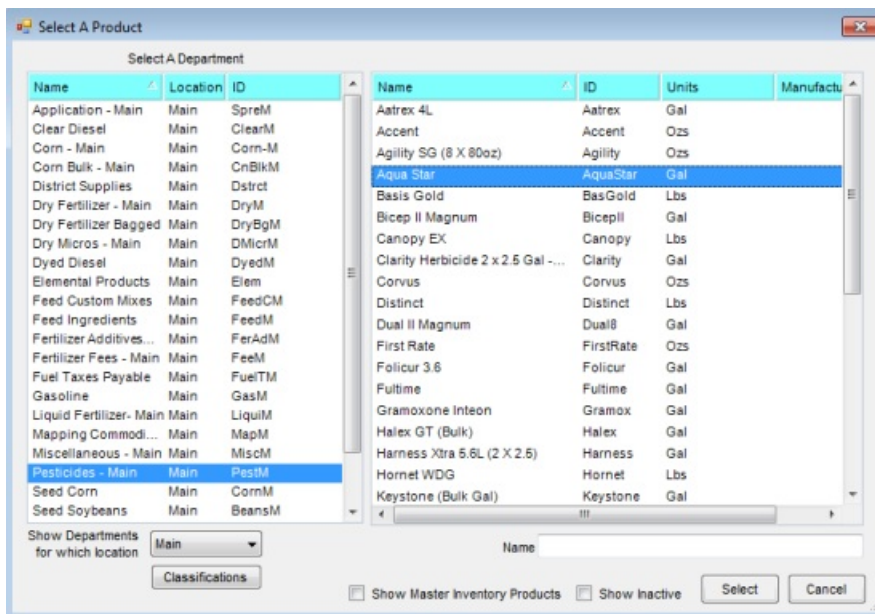 Select A Product
Select A Department
Name Location ID
Application - Main Main SpreM
Clear Diesel Main ClearM
Corn - Main Main Corn-M
Corn Bulk - Main Main CnBlkM
District Supplies Main Dstrct
Dry Fertilizer - Main Main DryM
Dry Fertilizer Bagged Main DryBgM
Dry Micros - Main Main DMicrM
Dyed Diesel Main DyedM
Elemental Products Main Elem
Feed Custom Mixes Main FeedCM
Feed Ingredients Main FeedM
Fertilizer Additives... Main FerAdM
Fertilizer Fees - Main Main FeeM
Fuel Taxes Payable Main FuelTM
Gasoline Main GasM
Liquid Fertilizer- Main Main LiquiM
Mapping Commodi... Main MapM
Miscellaneous - Main Main MiscM
Pesticides - Main Main PestM
Seed Corn Main CornM
Seed Soybeans Main BeansM
Name ID Units Manufactu
Aatrex 4L Aatrex Gal
Accent Accent Ozs
Agility SG (8 X 80oz) Agility Ozs
Aqua Star AquaStar Gal
Basis Gold BasGold Lbs
Bicep II Magnum BicepII Gal
Canopy EX Canopy Lbs
Clarity Herbicide 2 x 2.5 Gal -... Clarity Gal
Corvus Corvus Ozs
Distinct Distinct Lbs
Dual II Magnum Dual8 Gal
First Rate FirstRate Ozs
Folicur 3.6 Folicur Gal
Fultime Fultime Gal
Gramoxone Inteon Gramox Gal
Halex GT (Bulk) Halex Gal
Harness Xtra 5.6L (2 X 2.5) Harness Gal
Hornet WDG Hornet Lbs
Keystone (Bulk Gal) Keystone Gal
Show Departments
for which location
Main
Classifications
Name
Show Master Inventory Products Show Inactive Select Cancel